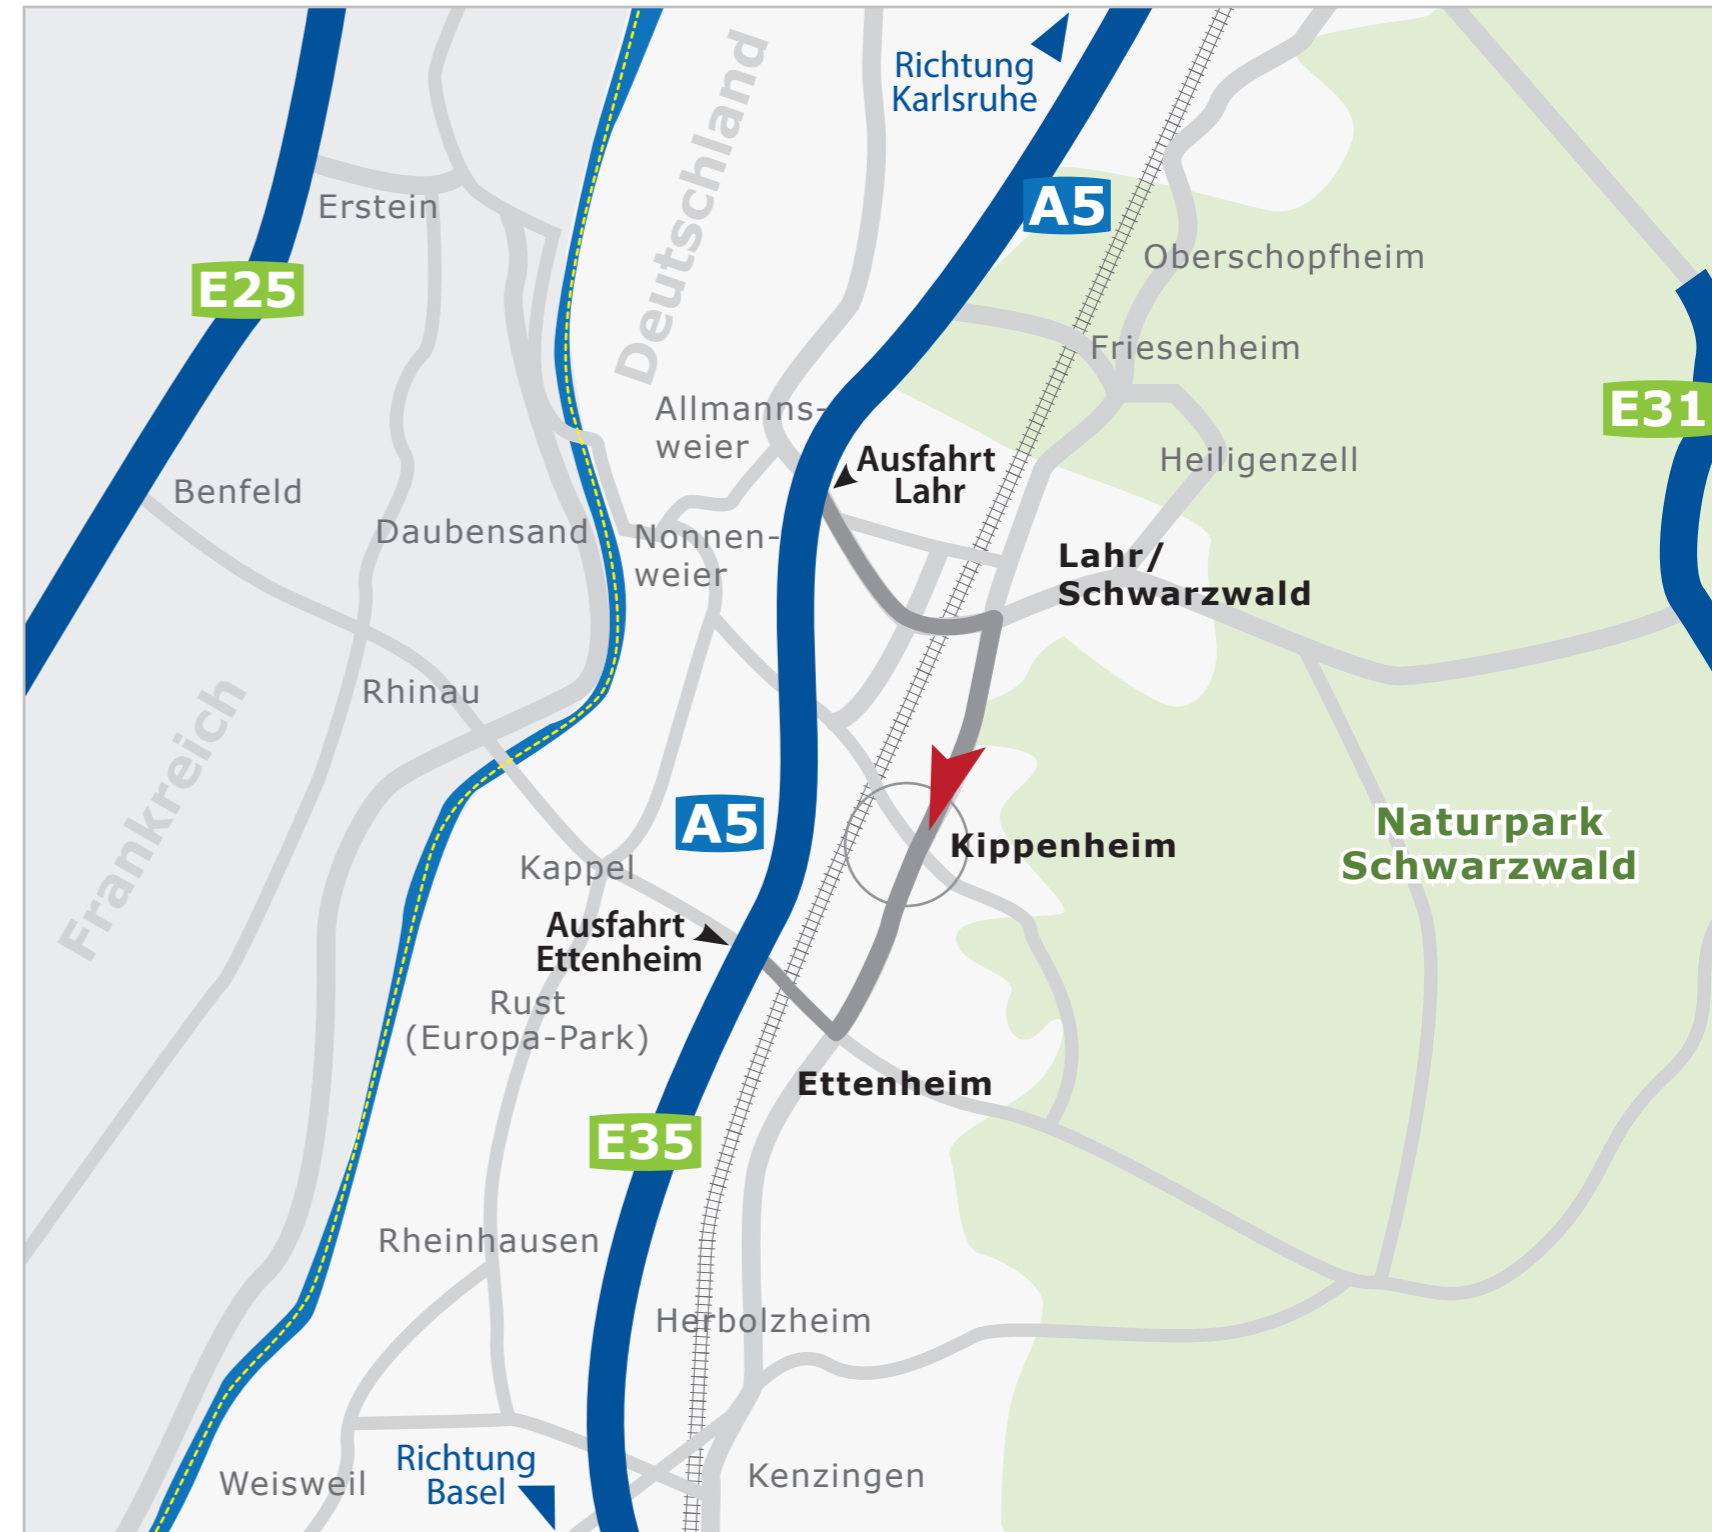 Richtung
Karlsruhe
Deutschland
A5
Erstein
Oberschopfheim
E25
Friesenheim
Allmanns-
weier
E31
Ausfahrt
Lahr
Heiligenzell
Benfeld
Daubensand
Nonnen-
weier
Lahr/
Schwarzwald
Rhinau
Frankreich
A5
Naturpark
Schwarzwald
Kippenheim
Kappel
Ausfahrt
Ettenheim
Rust
(Europa-Park)
Ettenheim
E35
Rheinhausen
Herbolzheim
Richtung
Basel
Weisweil
Kenzingen